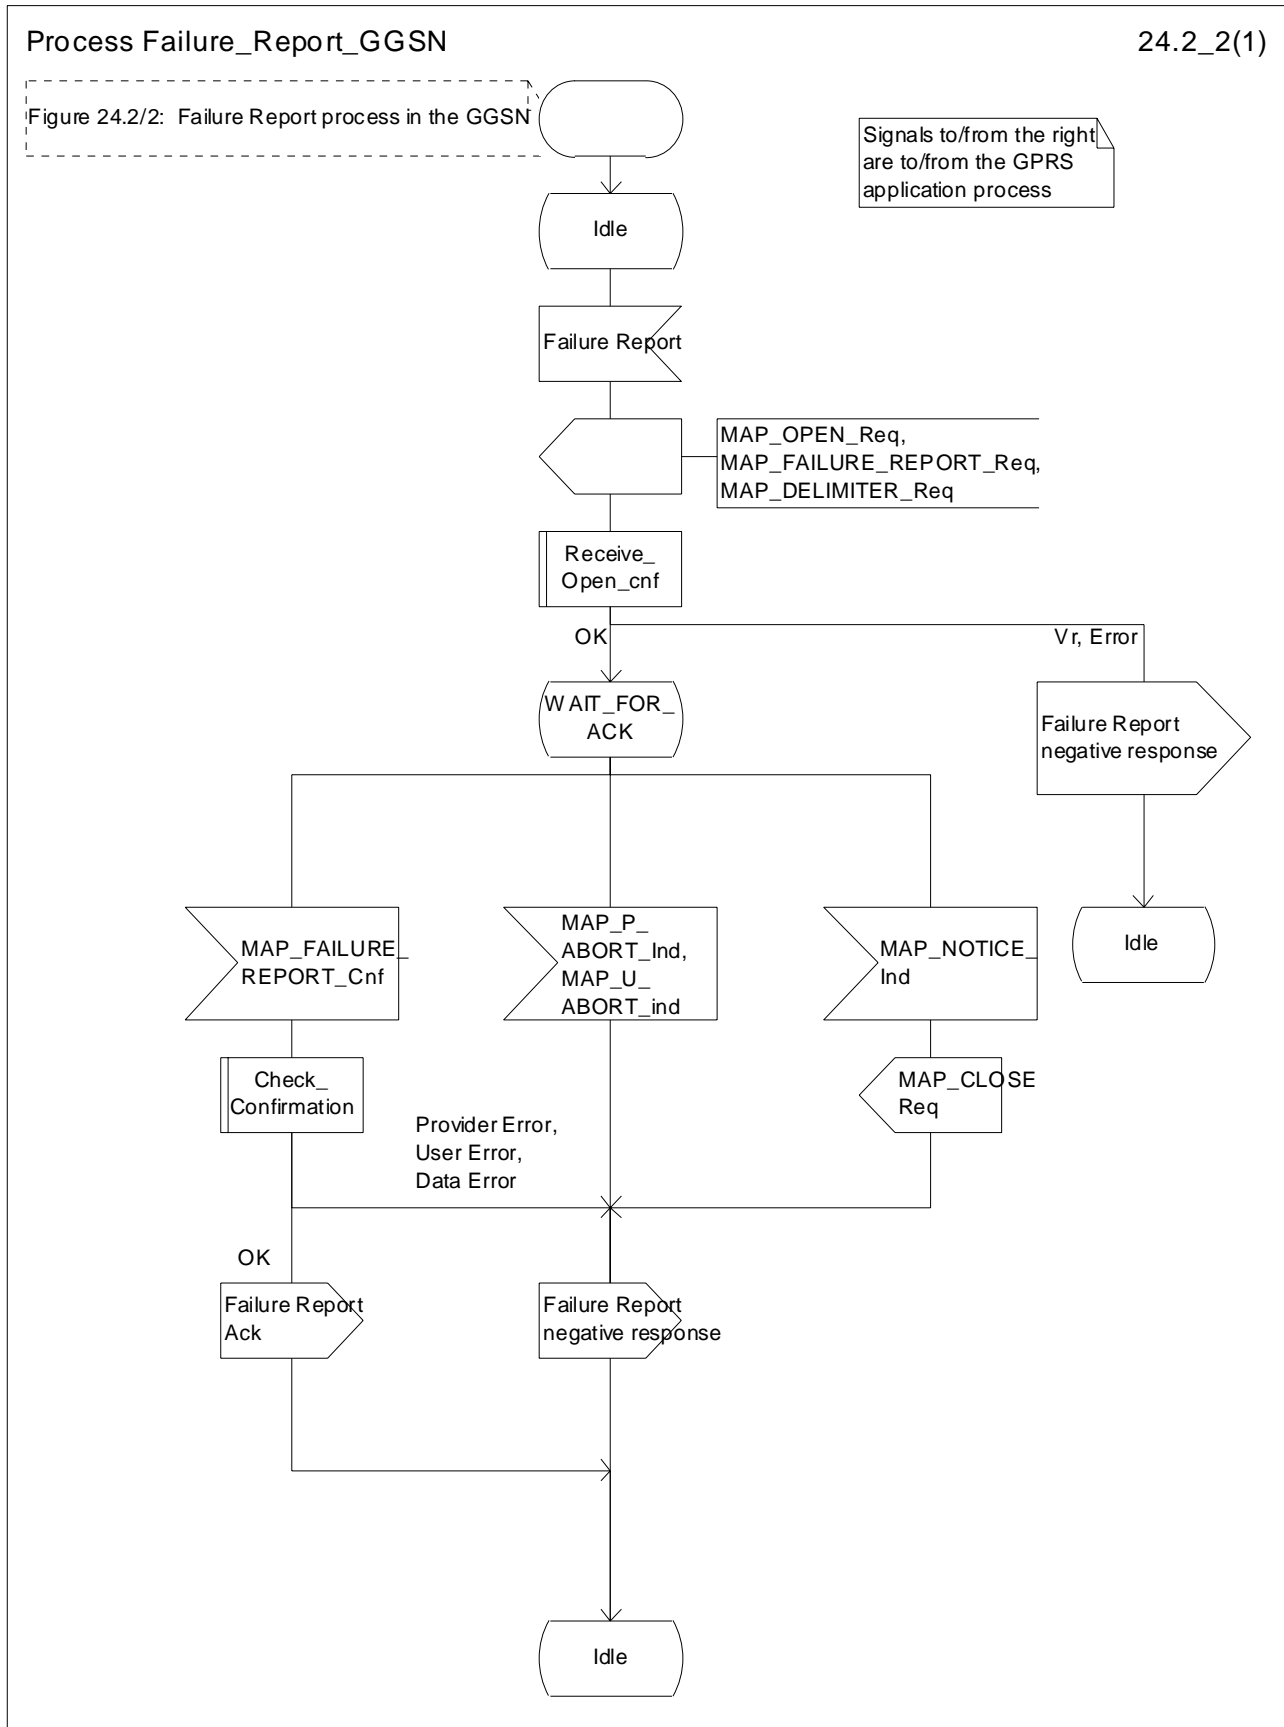 Process Failure_Report_GGSN
24.2_2(1)
Figure 24.2/2: Failure Report process in the GGSN
Signals to/from the right
are to/from the GPRS
application process
Idle
Failure Report
MAP_OPEN_Req,
MAP_FAILURE_REPORT_Req,
MAP_DELIMITER_Req
Receive_
Open_cnf
OK
Vr, Error
WAIT_FOR_
ACK
Failure Report
negative response
Idle
MAP_FAILURE_
REPORT_Cnf
MAP_P_
ABORT_Ind,
MAP_U_
ABORT_ind
MAP_NOTICE_
Ind
Check_
Confirmation
MAP_CLOSE
Req
Provider Error,
User Error,
Data Error
OK
Failure Report
Ack
Failure Report
negative response
Idle